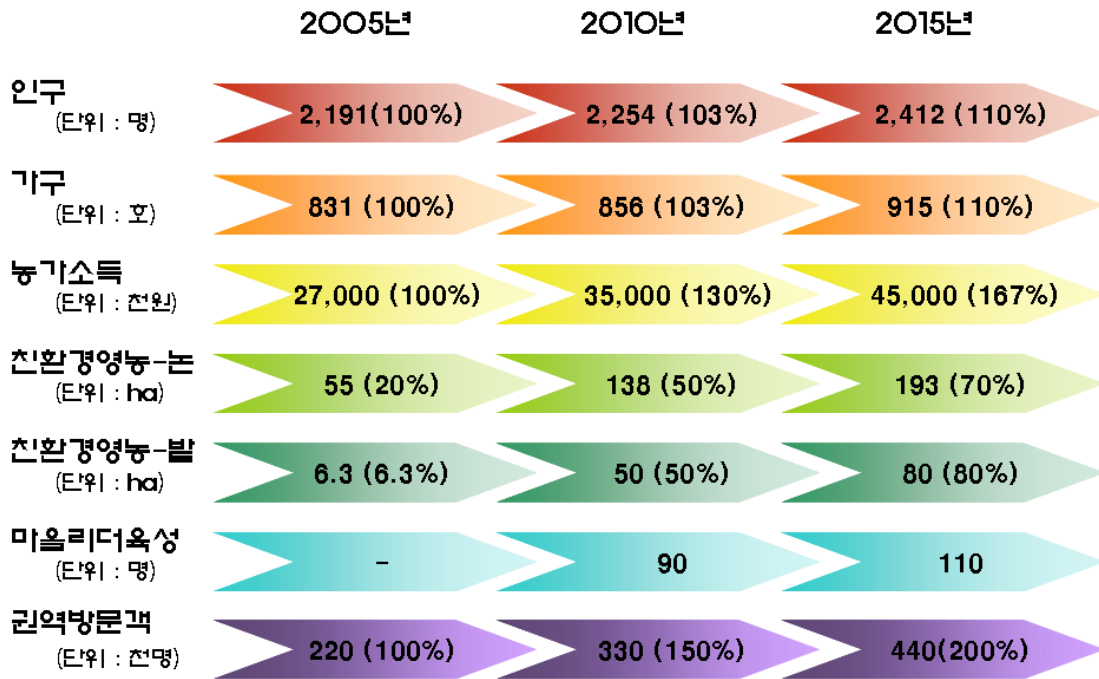 2005년 2010년 2015년
인구
(단위 : 명)
2,191(100%) 2,254 (103%) 2,412 (110%)
가구
(단위 : 호)
831 (100%) 856 (103%) 915 (110%)
농가소득
(단위 : 천원)
27,000 (100%) 35,000 (130%) 45,000 (167%)
친환경영농-논
(단위 : ha)
55 (20%) 138 (50%) 193 (70%)
친환경영농-밭
(단위 : ha)
6.3 (6.3%) 50 (50%) 80 (80%)
마을리더육성
(단위 : 명)
- 90 110
권역방문객
(단위 : 천명)
220 (100%) 330 (150%) 440(200%)